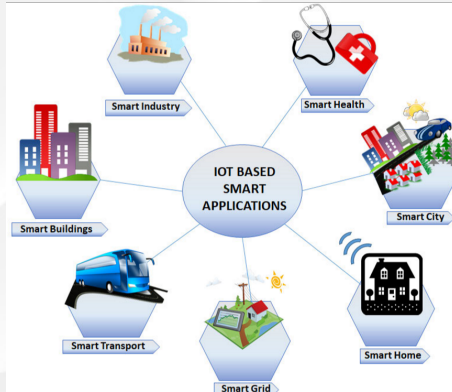 Smart Industry
Smart Health
IOT BASED
SMART
APPLICATIONS
Smart Buildings
Smart City
Smart Transport
Smart Home
Smart Grid